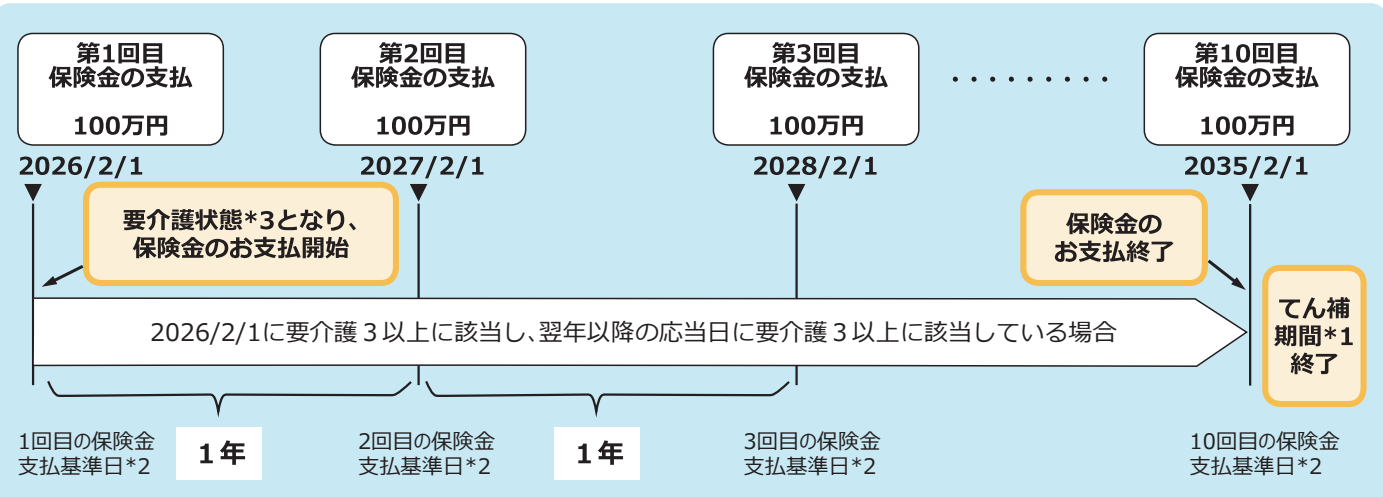 第1回目
保険金の支払
100万円
第2回目
保険金の支払
100万円
第3回目
保険金の支払
100万円
・・・・・・・・・
第10回目
保険金の支払
100万円
2026/2/1
2027/2/1
2028/2/1
2035/2/1
要介護状態*3となり、
保険金のお支払開始
保険金の
お支払終了
てん補
期間*1
終了
2026/2/1に要介護３以上に該当し、翌年以降の応当日に要介護３以上に該当している場合
1回目の保険金
支払基準日*2
１年
2回目の保険金
支払基準日*2
１年
3回目の保険金
支払基準日*2
10回目の保険金
支払基準日*2